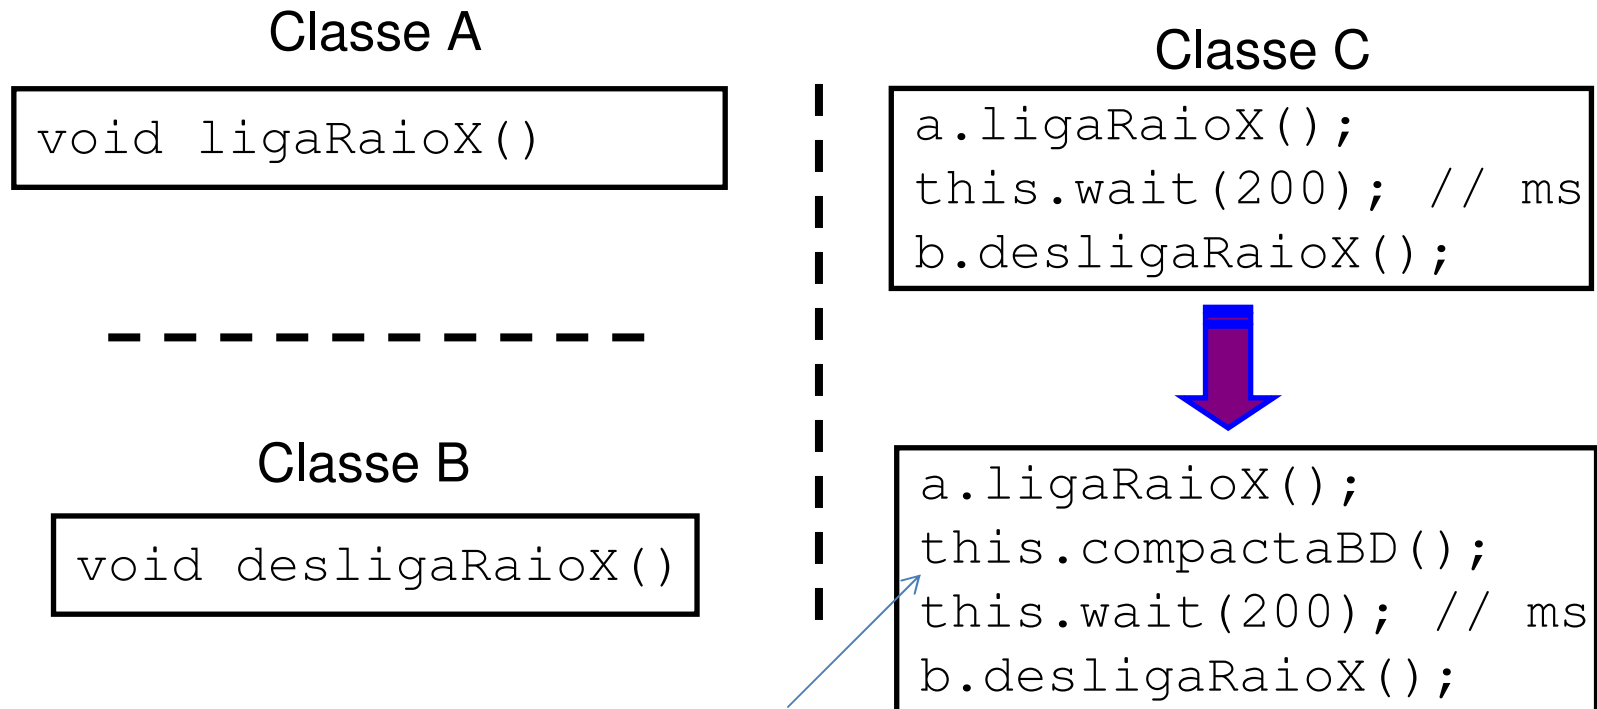 Classe A
void ligaRaioX()
Classe B
void desligaRaioX()
Classe C
a.ligaRaioX();
this.wait(200); // ms
b.desligaRaioX();
a.ligaRaioX();
this.compactaBD();
this.wait(200); // ms
b.desligaRaioX();